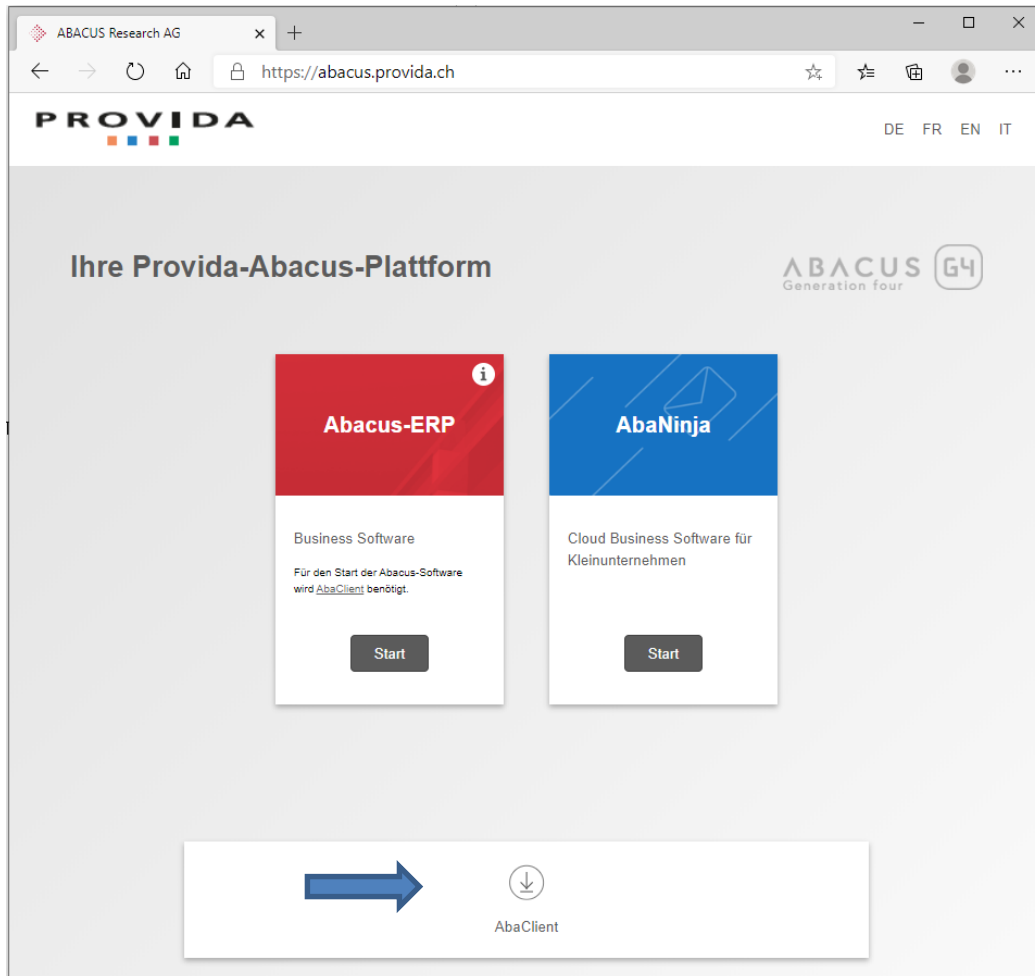 ABACUS Research AG
https://abacus.provida.ch
PROVIDA
DE FR EN IT
Ihre Provida-Abacus-Plattform
ABACUS G4
Generation four
Abacus-ERP
Business Software
Für den Start der Abacus-Software
wird AbaClient benötigt.
Start
AbaNinja
Cloud Business Software für
Kleinunternehmen
Start
AbaClient